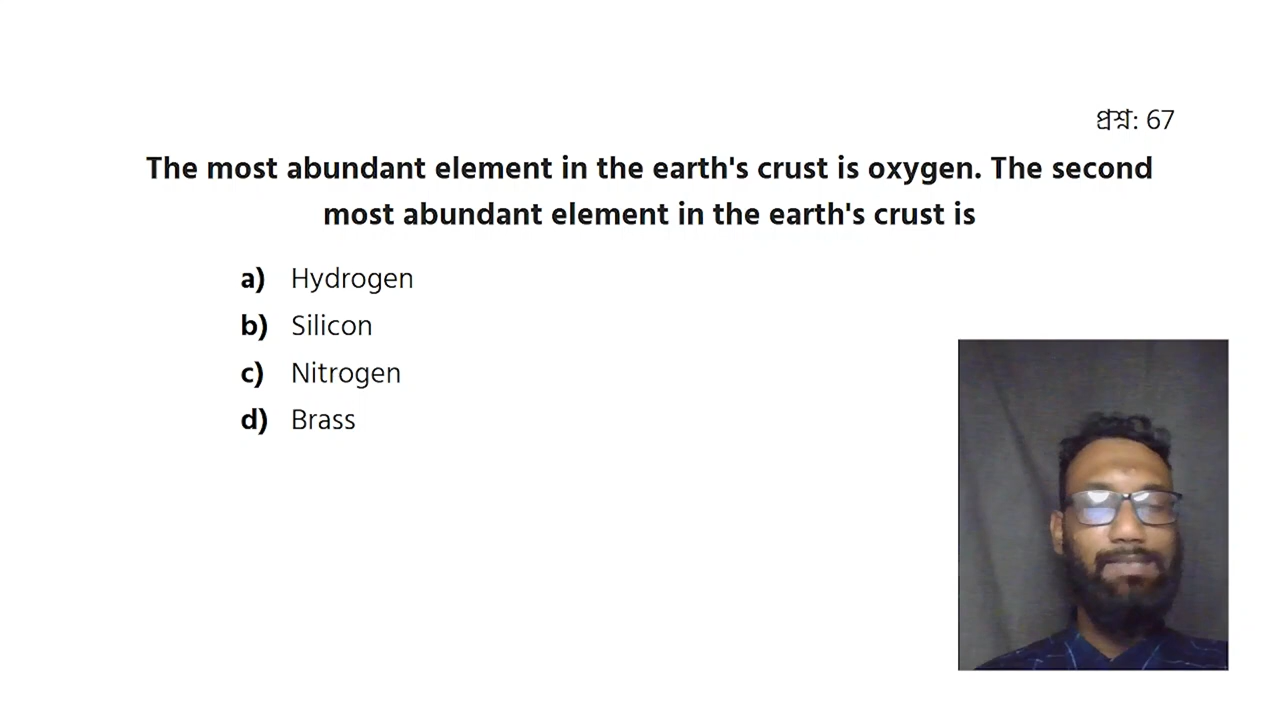 প্রশ্ন: 67
The most abundant element in the earth's crust is oxygen. The second
most abundant element in the earth's crust is
a) Hydrogen
b) Silicon
c) Nitrogen
d) Brass